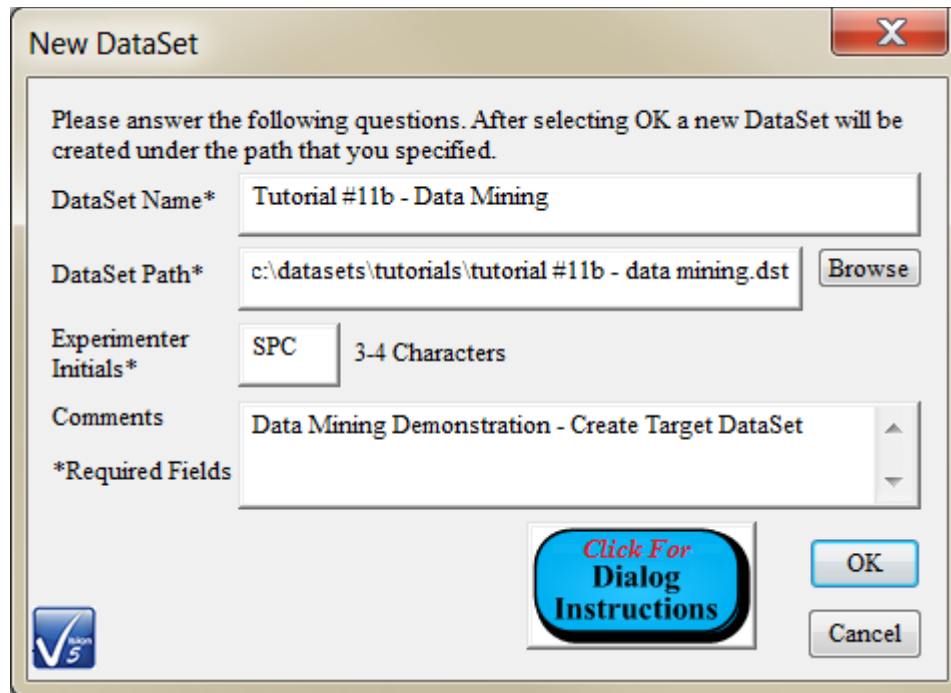 New DataSet
X
Please answer the following questions. After selecting OK a new DataSet will be
created under the path that you specified.
DataSet Name*
Tutorial #11b - Data Mining
DataSet Path*
c:\datasets\tutorials\tutorial #11b - data mining.dst
Browse
Experimenter
Initials*
SPC
3-4 Characters
Comments
Data Mining Demonstration - Create Target DataSet
*Required Fields
Click For
Dialog
Instructions
OK
Cancel
Vision
5